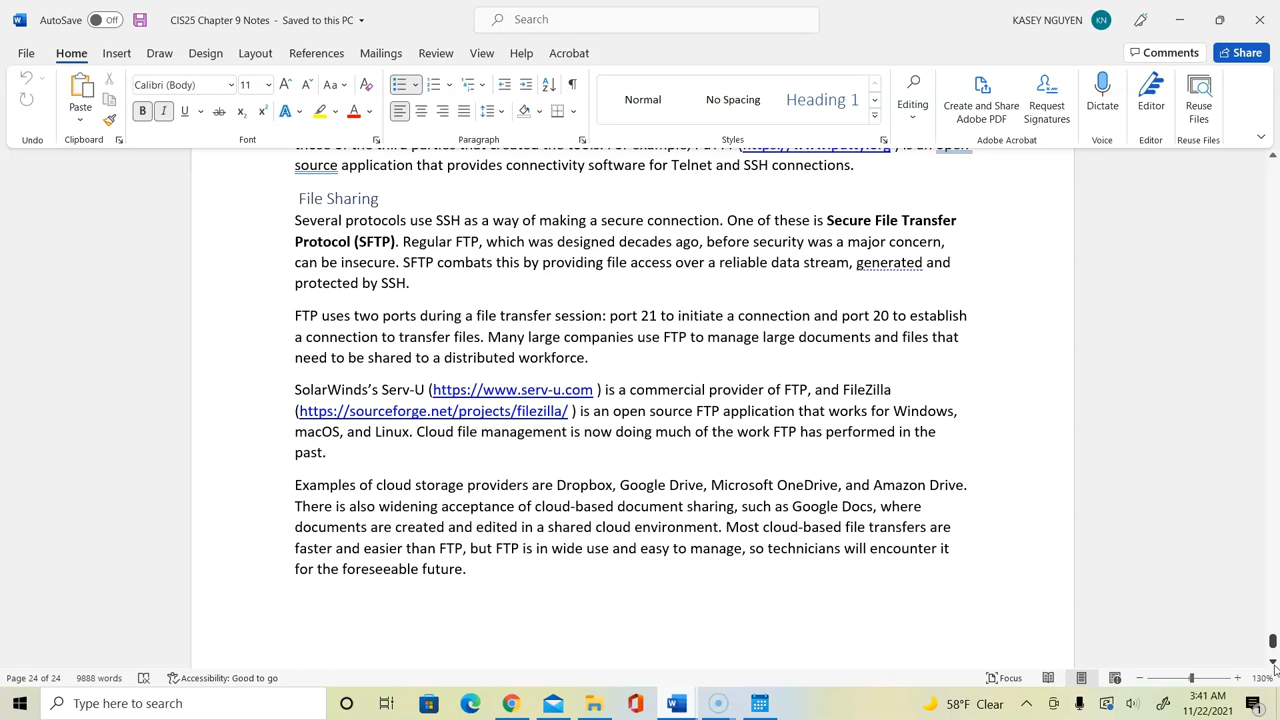 AutoSave Off CIS25 Chapter 9 Notes - Saved to this PC Search KASEY NGUYEN KN
File Home Insert Draw Design Layout References Mailings Review View Help Acrobat Comments Share
Calibri (Body) 11 Aa
Paste Normal No Spacing Heading 1 Editing Create and Share Adobe PDF Request Signatures Dictate Editor Reuse Files
Undo Clipboard Font Paragraph Styles Adobe Acrobat Voice Editor Reuse Files
source application that provides connectivity software for Telnet and SSH connections.
File Sharing
Several protocols use SSH as a way of making a secure connection. One of these is Secure File Transfer
Protocol (SFTP). Regular FTP, which was designed decades ago, before security was a major concern,
can be insecure. SFTP combats this by providing file access over a reliable data stream, generated and
protected by SSH.
FTP uses two ports during a file transfer session: port 21 to initiate a connection and port 20 to establish
a connection to transfer files. Many large companies use FTP to manage large documents and files that
need to be shared to a distributed workforce.
SolarWinds's Serv-U (https://www.serv-u.com ) is a commercial provider of FTP, and FileZilla
(https://sourceforge.net/projects/filezilla/ ) is an open source FTP application that works for Windows,
macOS, and Linux. Cloud file management is now doing much of the work FTP has performed in the
past.
Examples of cloud storage providers are Dropbox, Google Drive, Microsoft OneDrive, and Amazon Drive.
There is also widening acceptance of cloud-based document sharing, such as Google Docs, where
documents are created and edited in a shared cloud environment. Most cloud-based file transfers are
faster and easier than FTP, but FTP is in wide use and easy to manage, so technicians will encounter it
for the foreseeable future.
Page 24 of 24 9888 words Accessibility: Good to go Focus 130%
Type here to search 58°F Clear 3:41 AM
11/22/2021 1